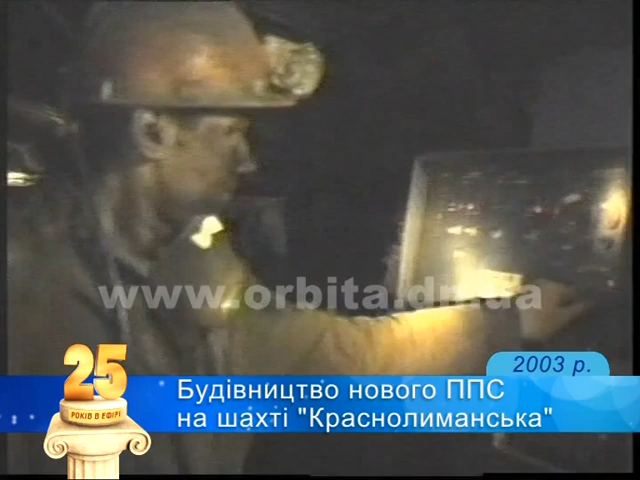 www.orbita.dn.ua
2003 р.
25
РОКІВ В ЕФІРІ
Будівництво нового ППС
на шахті "Краснолиманська"